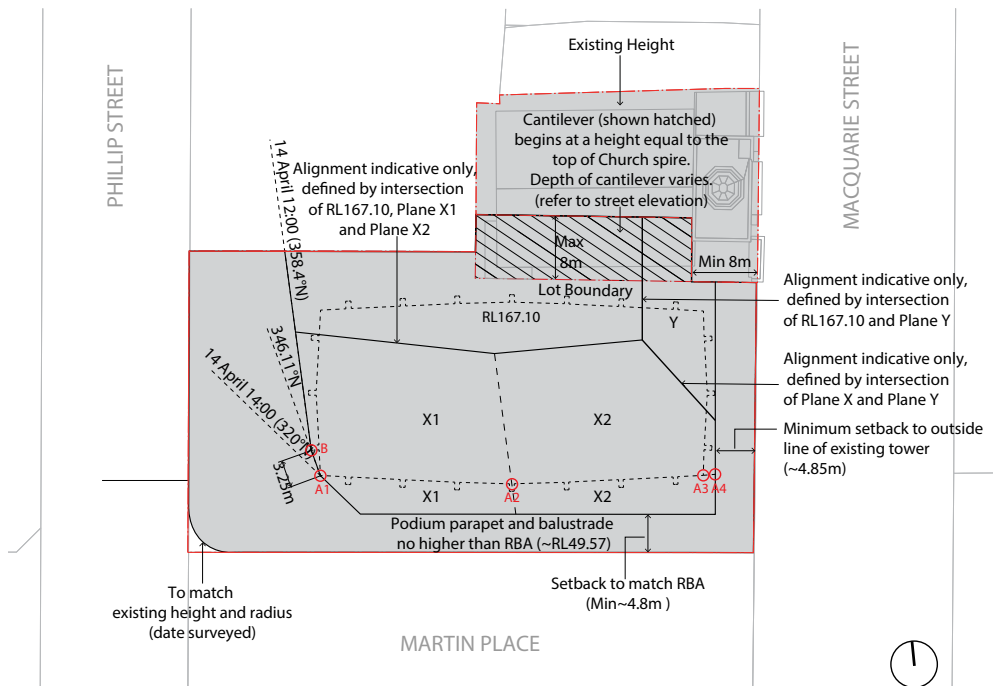 Existing Height
PHILLIP STREET
MACQUARIE STREET
Cantilever (shown hatched)
begins at a height equal to the
top of Church spire.
Depth of cantilever varies.
(refer to street elevation)
14 April 12:00 (358.4°N)
Alignment indicative only,
defined by intersection
of RL167.10, Plane X1
and Plane X2
Max
8m
Min 8m
Lot Boundary
Alignment indicative only,
defined by intersection
of RL167.10 and Plane Y
RL167.10
Y
346.11°N
14 April 14:00 (320°N)
Alignment indicative only,
defined by intersection
of Plane X and Plane Y
X1
X2
Minimum setback to outside
line of existing tower
(~4.85m)
B
3.25m
A1
A2
A3
A4
X1
X2
Podium parapet and balustrade
no higher than RBA (~RL49.57)
To match
existing height and radius
(date surveyed)
Setback to match RBA
(Min~4.8m )
MARTIN PLACE